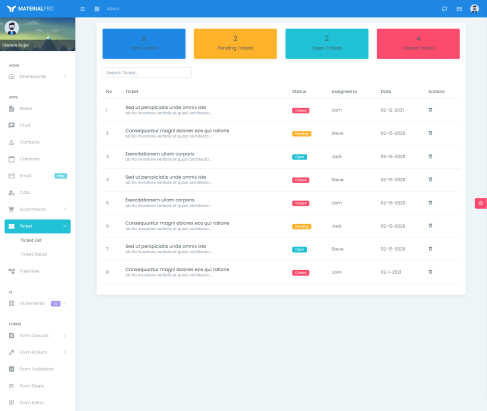 MATERIALPRO
About
8
Total Tickets
2
Pending Tickets
2
Open Tickets
4
Closed Tickets
HOME
Dashboards
APPS
Notes
Chat
Contacts
Calendar
Email
Ecommerce
Ticket
Ticket List
Ticket Detail
TreeView
UI
UI Elements
FORMS
Form Layouts
Form Pickers
Form Validation
Form Steps
Form Editor
Search Ticket...
No Ticket Status Assigned to Date Actions
1 Sed ut perspiciatis unde omnis iste Closed Liam 02-12-2021
ab illo inventore veritatis et quasi architecto ...
2 Consequuntur magni dolores eos qui ratione Pending Steve 02-15-2020
ab illo inventore veritatis et quasi architecto ...
3 Exercitationem ullam corporis Open Jack 02-15-2020
ab illo inventore veritatis et quasi architecto ...
4 Sed ut perspiciatis unde omnis iste Closed Steve 02-15-2020
ab illo inventore veritatis et quasi architecto ...
5 Exercitationem ullam corporis Closed Liam 02-15-2020
ab illo inventore veritatis et quasi architecto ...
6 Consequuntur magni dolores eos qui ratione Pending Jack 02-15-2020
ab illo inventore veritatis et quasi architecto ...
7 Sed ut perspiciatis unde omnis iste Open Steve 02-15-2020
ab illo inventore veritatis et quasi architecto ...
8 Consequuntur magni dolores eos qui ratione Closed John 02-1-2021
ab illo inventore veritatis et quasi architecto ...